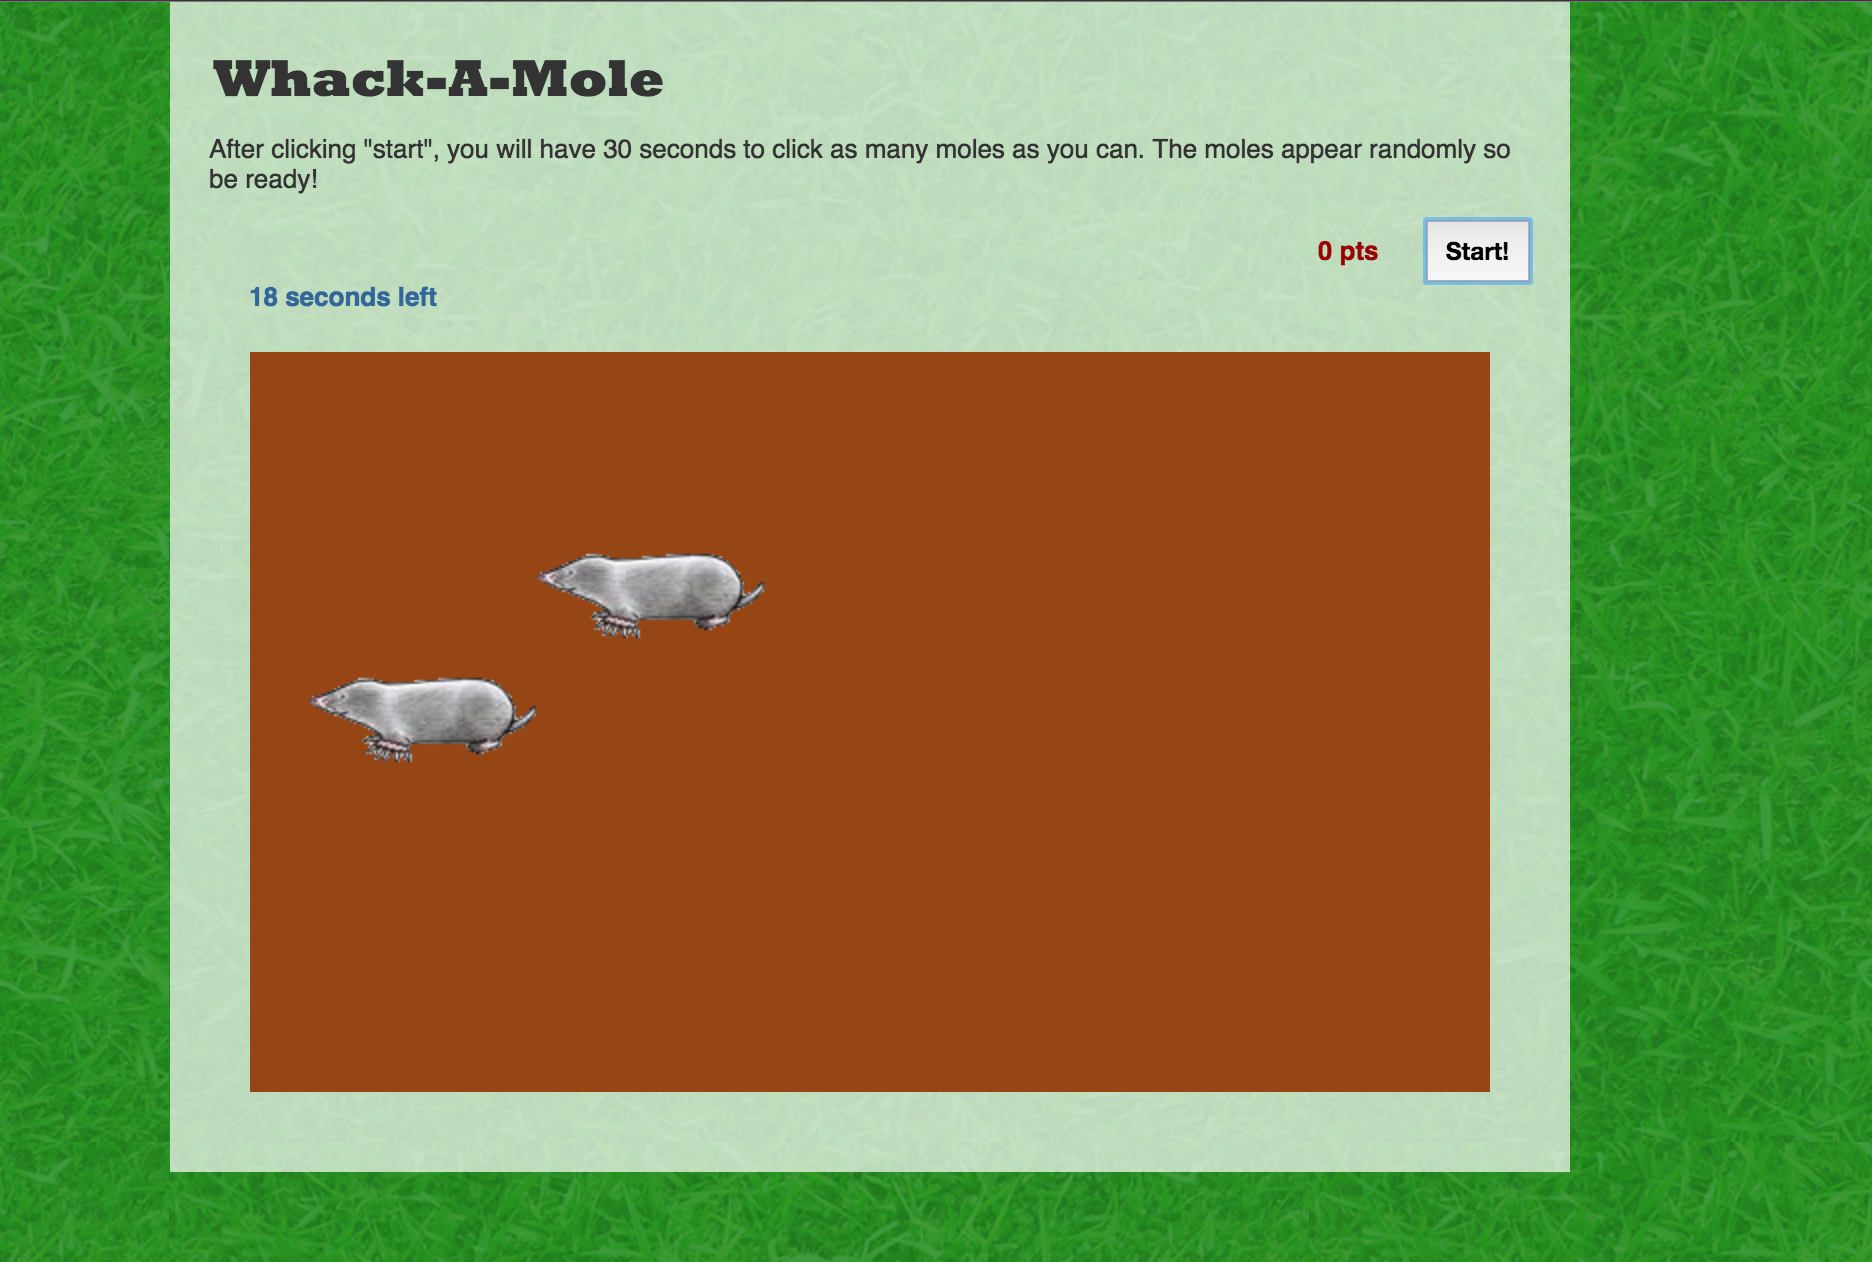 Whack-A-Mole
After clicking "start", you will have 30 seconds to click as many moles as you can. The moles appear randomly so
be ready!
0 pts
Start!
18 seconds left